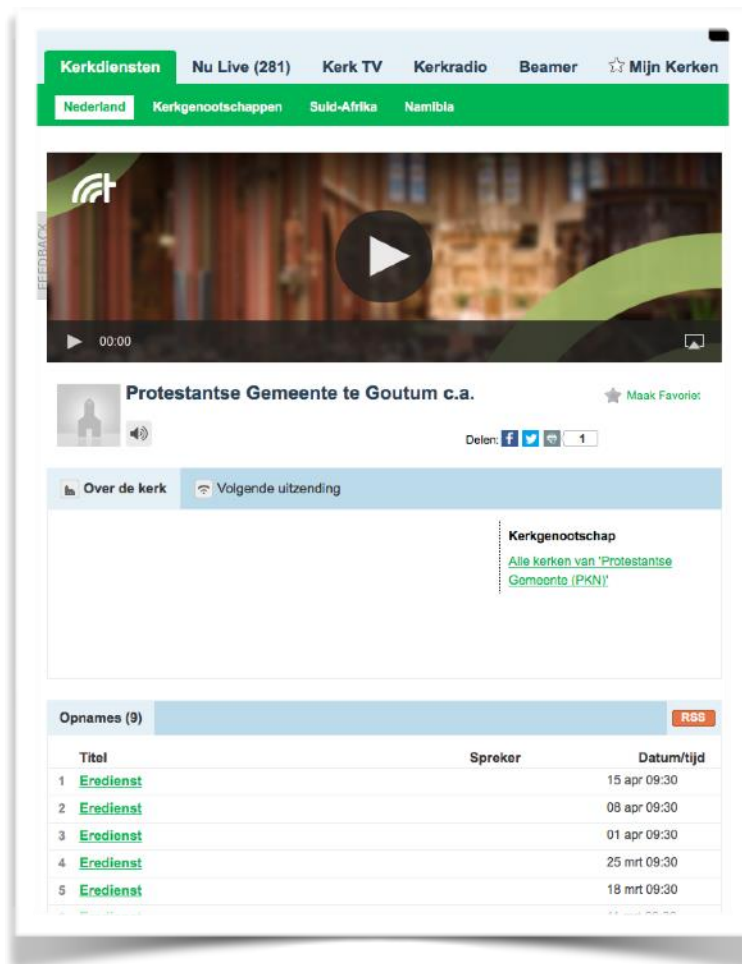 Kerkdiensten Nu Live (281) Kerk TV Kerkradio Beamer Mijn Kerken
Nederland Kerkgenootschappen Suid-Afrika Namibia
FEEDBACK
00:00
Protestantse Gemeente te Goutum c.a.
Maak Favoriet
Delen: f 1
Over de kerk Volgende uitzending
Kerkgenootschap
Alle kerken van 'Protestantse
Gemeente (PKN)'
Opnames (9) RSS
Titel Spreker Datum/tijd
1 Eredienst 15 apr 09:30
2 Eredienst 08 apr 09:30
3 Eredienst 01 apr 09:30
4 Eredienst 25 mrt 09:30
5 Eredienst 18 mrt 09:30